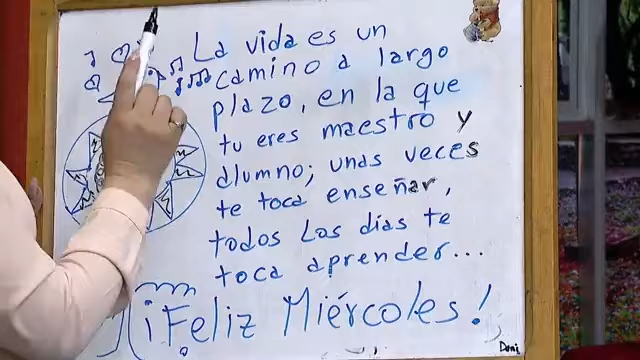 La vida es un
camino a largo
plazo, en la que
tu eres maestro y
alumno; unas veces
te toca enseñar,
todos los días te
toca aprender...
¡Feliz Miércoles!
Dani